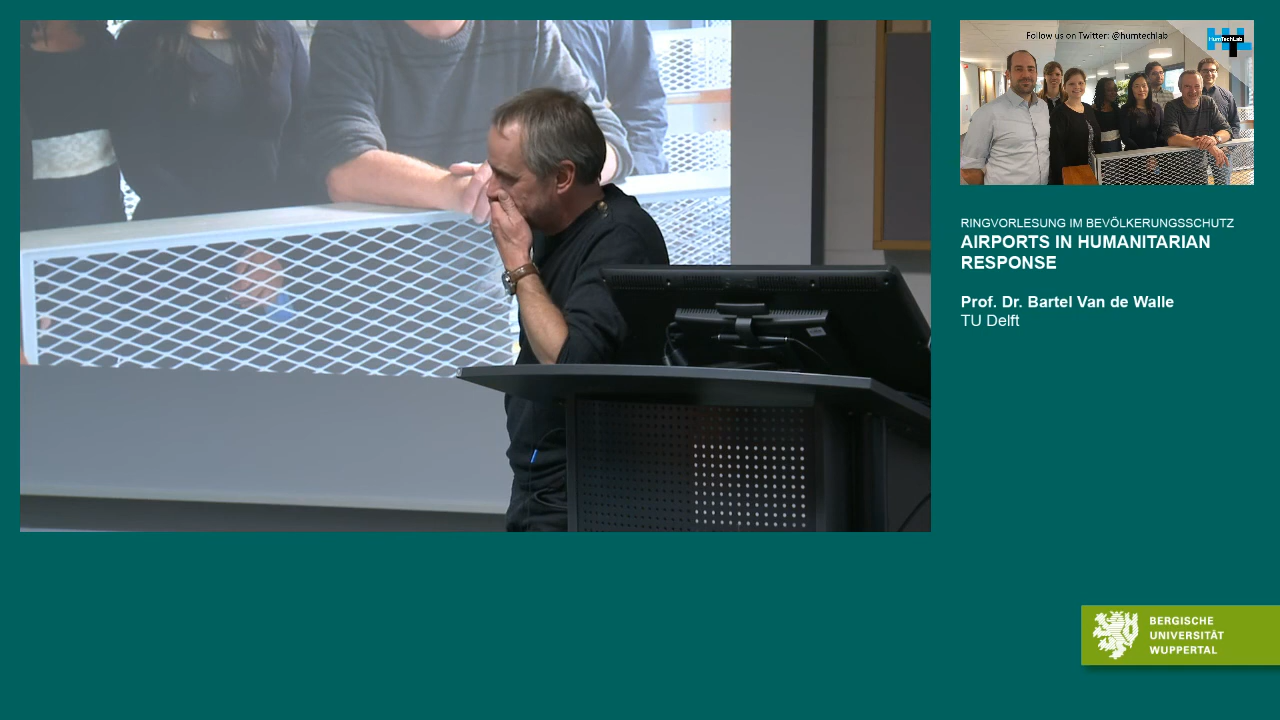 Follow us on Twitter: @humtechlab
HumTechLab
RINGVORLESUNG IM BEVÖLKERUNGSSCHUTZ
AIRPORTS IN HUMANITARIAN
RESPONSE
Prof. Dr. Bartel Van de Walle
TU Delft
BERGISCHE
UNIVERSITÄT
WUPPERTAL